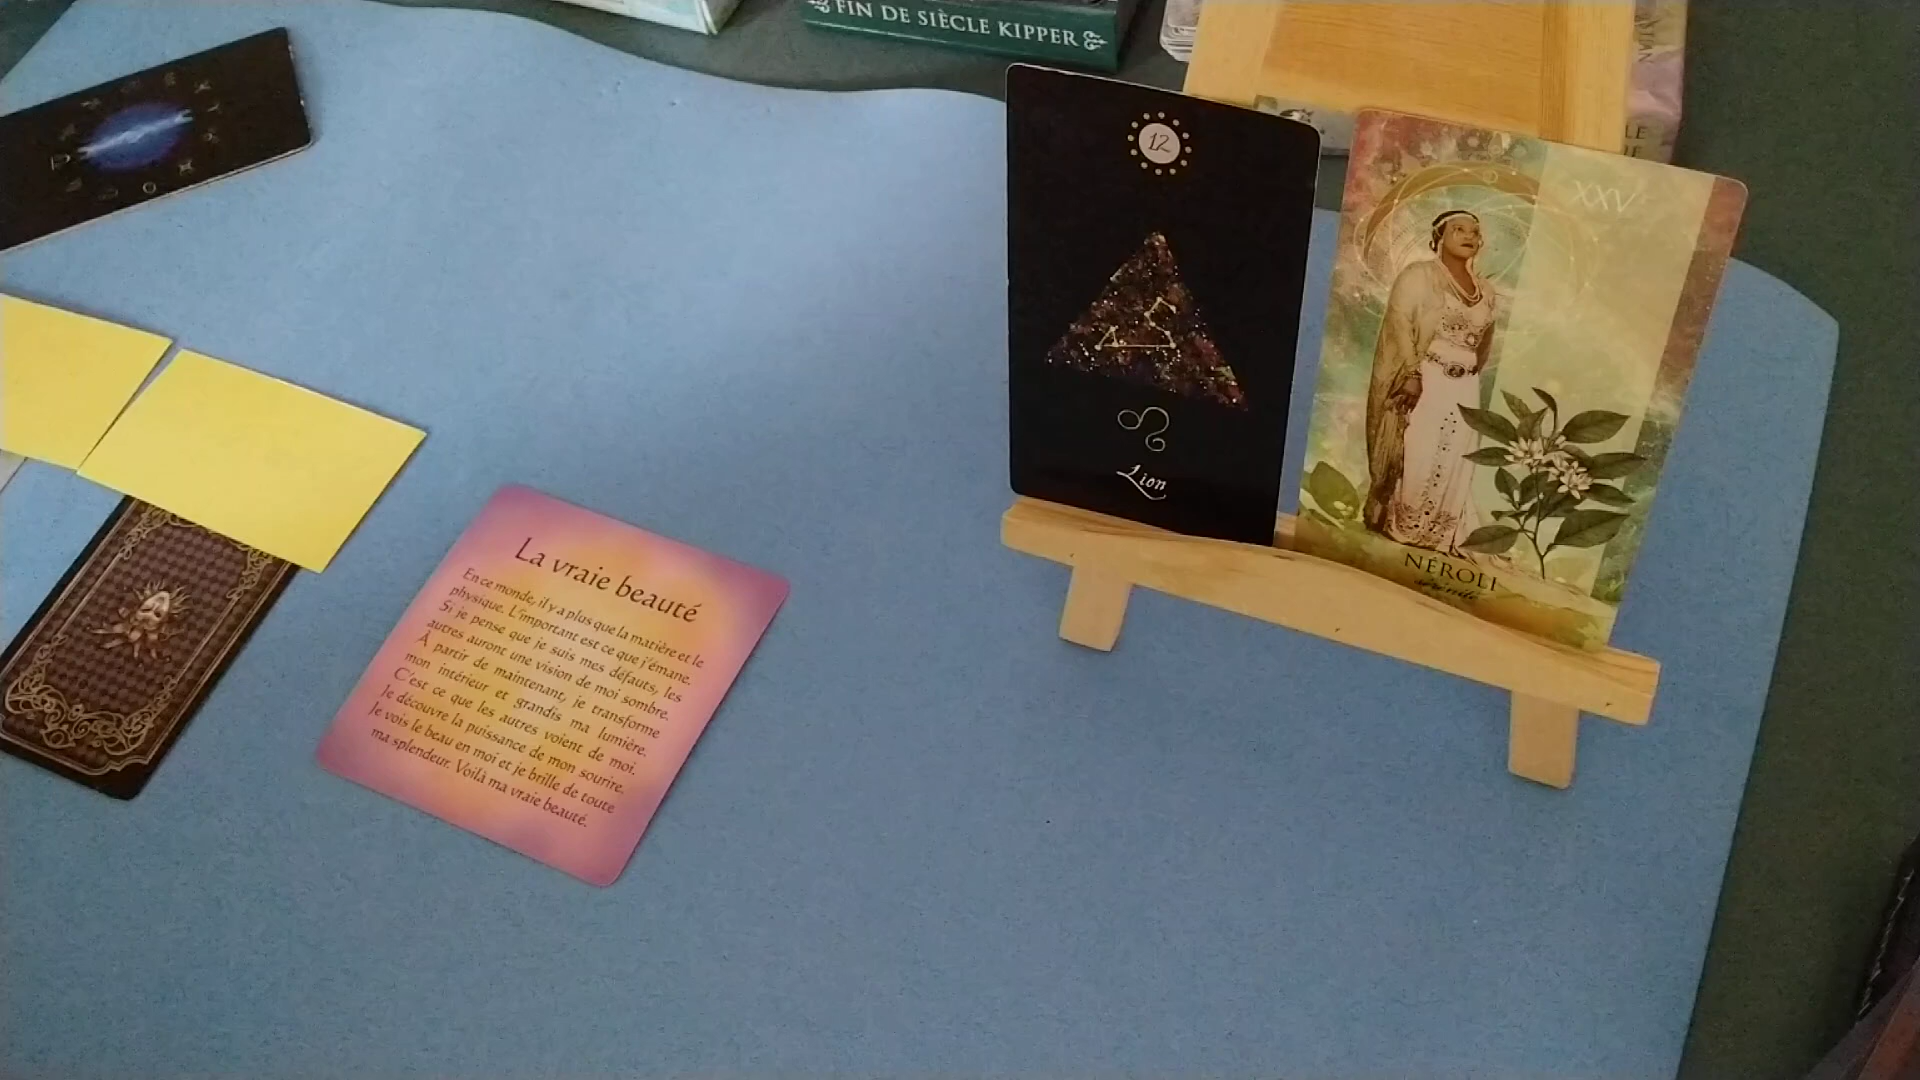 FIN DE SIÈCLE KIPPER
12
Lion
XXV
NÉROLI
sérénité
La vraie beauté
En ce monde, il y a plus que la matière et le
physique. L'important est ce que j'émane.
Si je pense que je suis mes défauts, les
autres auront une vision de moi sombre.
À partir de maintenant, je transforme
mon intérieur et grandis ma lumière.
C'est ce que les autres voient de moi.
Je découvre la puissance de mon sourire.
Je vois le beau en moi et je brille de toute
ma splendeur. Voilà ma vraie beauté.